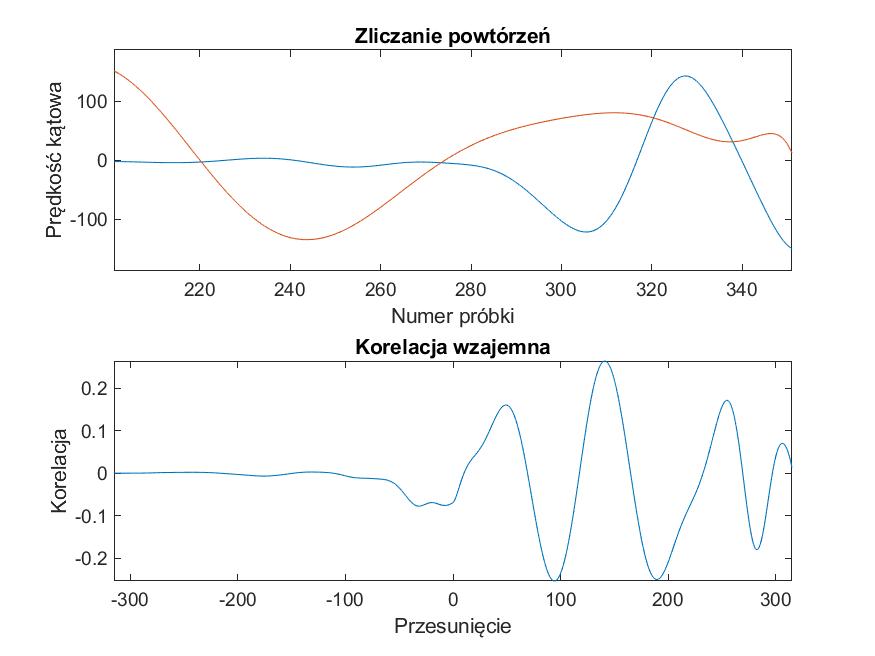 Zliczanie powtórzeń
Prędkość kątowa
100
0
-100
220 240 260 280 300 320 340
Numer próbki
Korelacja wzajemna
Korelacja
0.2
0.1
0
-0.1
-0.2
-300 -200 -100 0 100 200 300
Przesunięcie